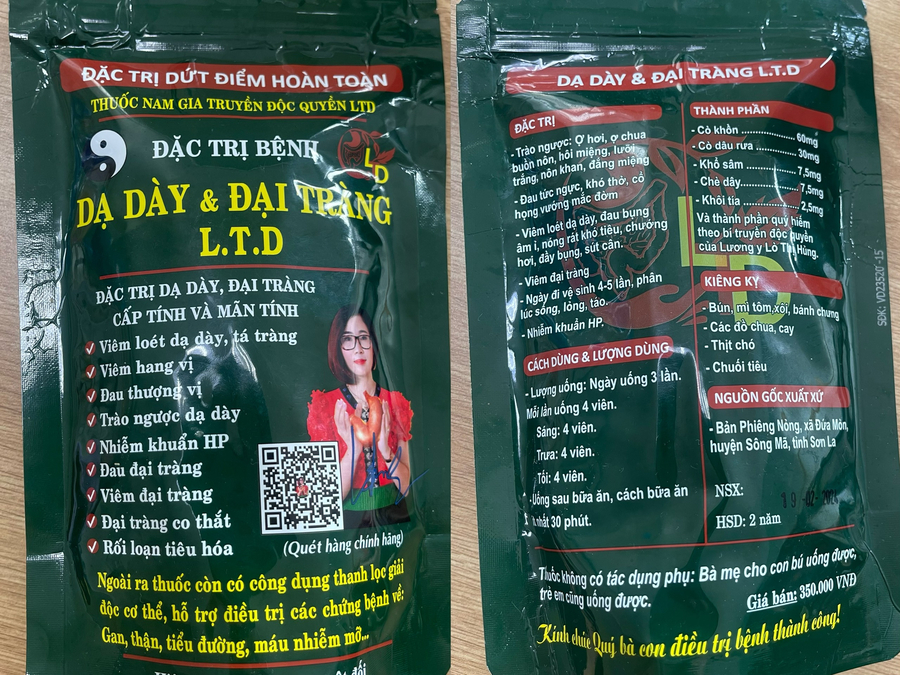 ĐẶC TRỊ DỨT ĐIỂM HOÀN TOÀN
THUỐC NAM GIA TRUYỀN ĐỘC QUYỀN LTD
ĐẶC TRỊ BỆNH
L
D
DẠ DÀY & ĐẠI TRÀNG
L.T.D
ĐẶC TRỊ DẠ DÀY, ĐẠI TRÀNG
CẤP TÍNH VÀ MÃN TÍNH
Viêm loét dạ dày, tá tràng
Viêm hang vị
Đau thượng vị
Trào ngược dạ dày
Nhiễm khuẩn HP
Đau đại tràng
Viêm đại tràng
Đại tràng co thắt
Rối loạn tiêu hóa
(Quét hàng chính hãng)
Ngoài ra thuốc còn có công dụng thanh lọc giải
độc cơ thể, hỗ trợ điều trị các chứng bệnh về:
Gan, thận, tiểu đường, máu nhiễm mỡ...
DẠ DÀY & ĐẠI TRÀNG L.T.D
ĐẶC TRỊ
- Trào ngược: Ợ hơi, ợ chua
buồn nôn, hôi miệng, lưỡi
trắng, nôn khan, đắng miệng
- Đau tức ngực, khó thở, cổ
họng vướng mắc đờm
- Viêm loét dạ dày, đau bụng
âm i, nóng rất khó tiêu, chướng
hơi, đầy bụng, sút cân.
- Viêm đại tràng
- Ngày đi vệ sinh 4-5 lần, phân
lúc sống, lỏng, táo.
- Nhiễm khuẩn HP.
CÁCH DÙNG & LƯỢNG DÙNG
- Lượng uống: Ngày uống 3 lần.
Mỗi lần uống 4 viên.
Sáng: 4 viên.
Trưa: 4 viên.
Tối: 4 viên.
- Uống sau bữa ăn, cách bữa ăn
nhất 30 phút.
THÀNH PHẦN
- Cò khồn ............... 60mg
- Cò dâu rưa ............ 30mg
- Khổ sâm ............... 7,5mg
- Chè dây ............... 7,5mg
- Khôi tía .............. 2,5mg
Và thành phần quý hiếm
theo bí truyền độc quyền
của Lương y Lò Thị Hùng.
L
D
KIÊNG KỴ
- Bún, mì tôm, xôi, bánh chưng
- Các đồ chua, cay
- Thịt chó
- Chuối tiêu
NGUỒN GỐC XUẤT XỨ
- Bản Phiêng Nòng, xã Đứa Mòn,
huyện Sông Mã, tỉnh Sơn La
NSX: 19-02-2024
HSD: 2 năm
Thuốc không có tác dụng phụ: Bà mẹ cho con bú uống được,
trẻ em cũng uống được.
Giá bán: 350.000 VNĐ
Kính chúc Quý bà con điều trị bệnh thành công!
SĐK: VD23520-15